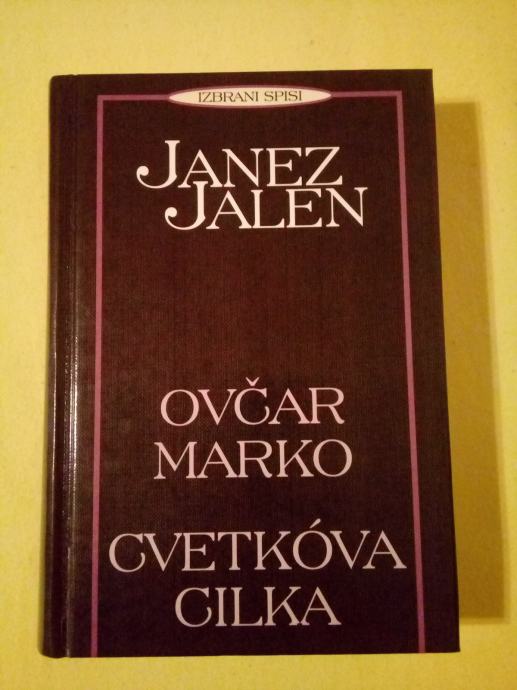 IZBRANI SPISI
JANEZ
JALEN
OVČAR
MARKO
CVETKÓVA
CILKA